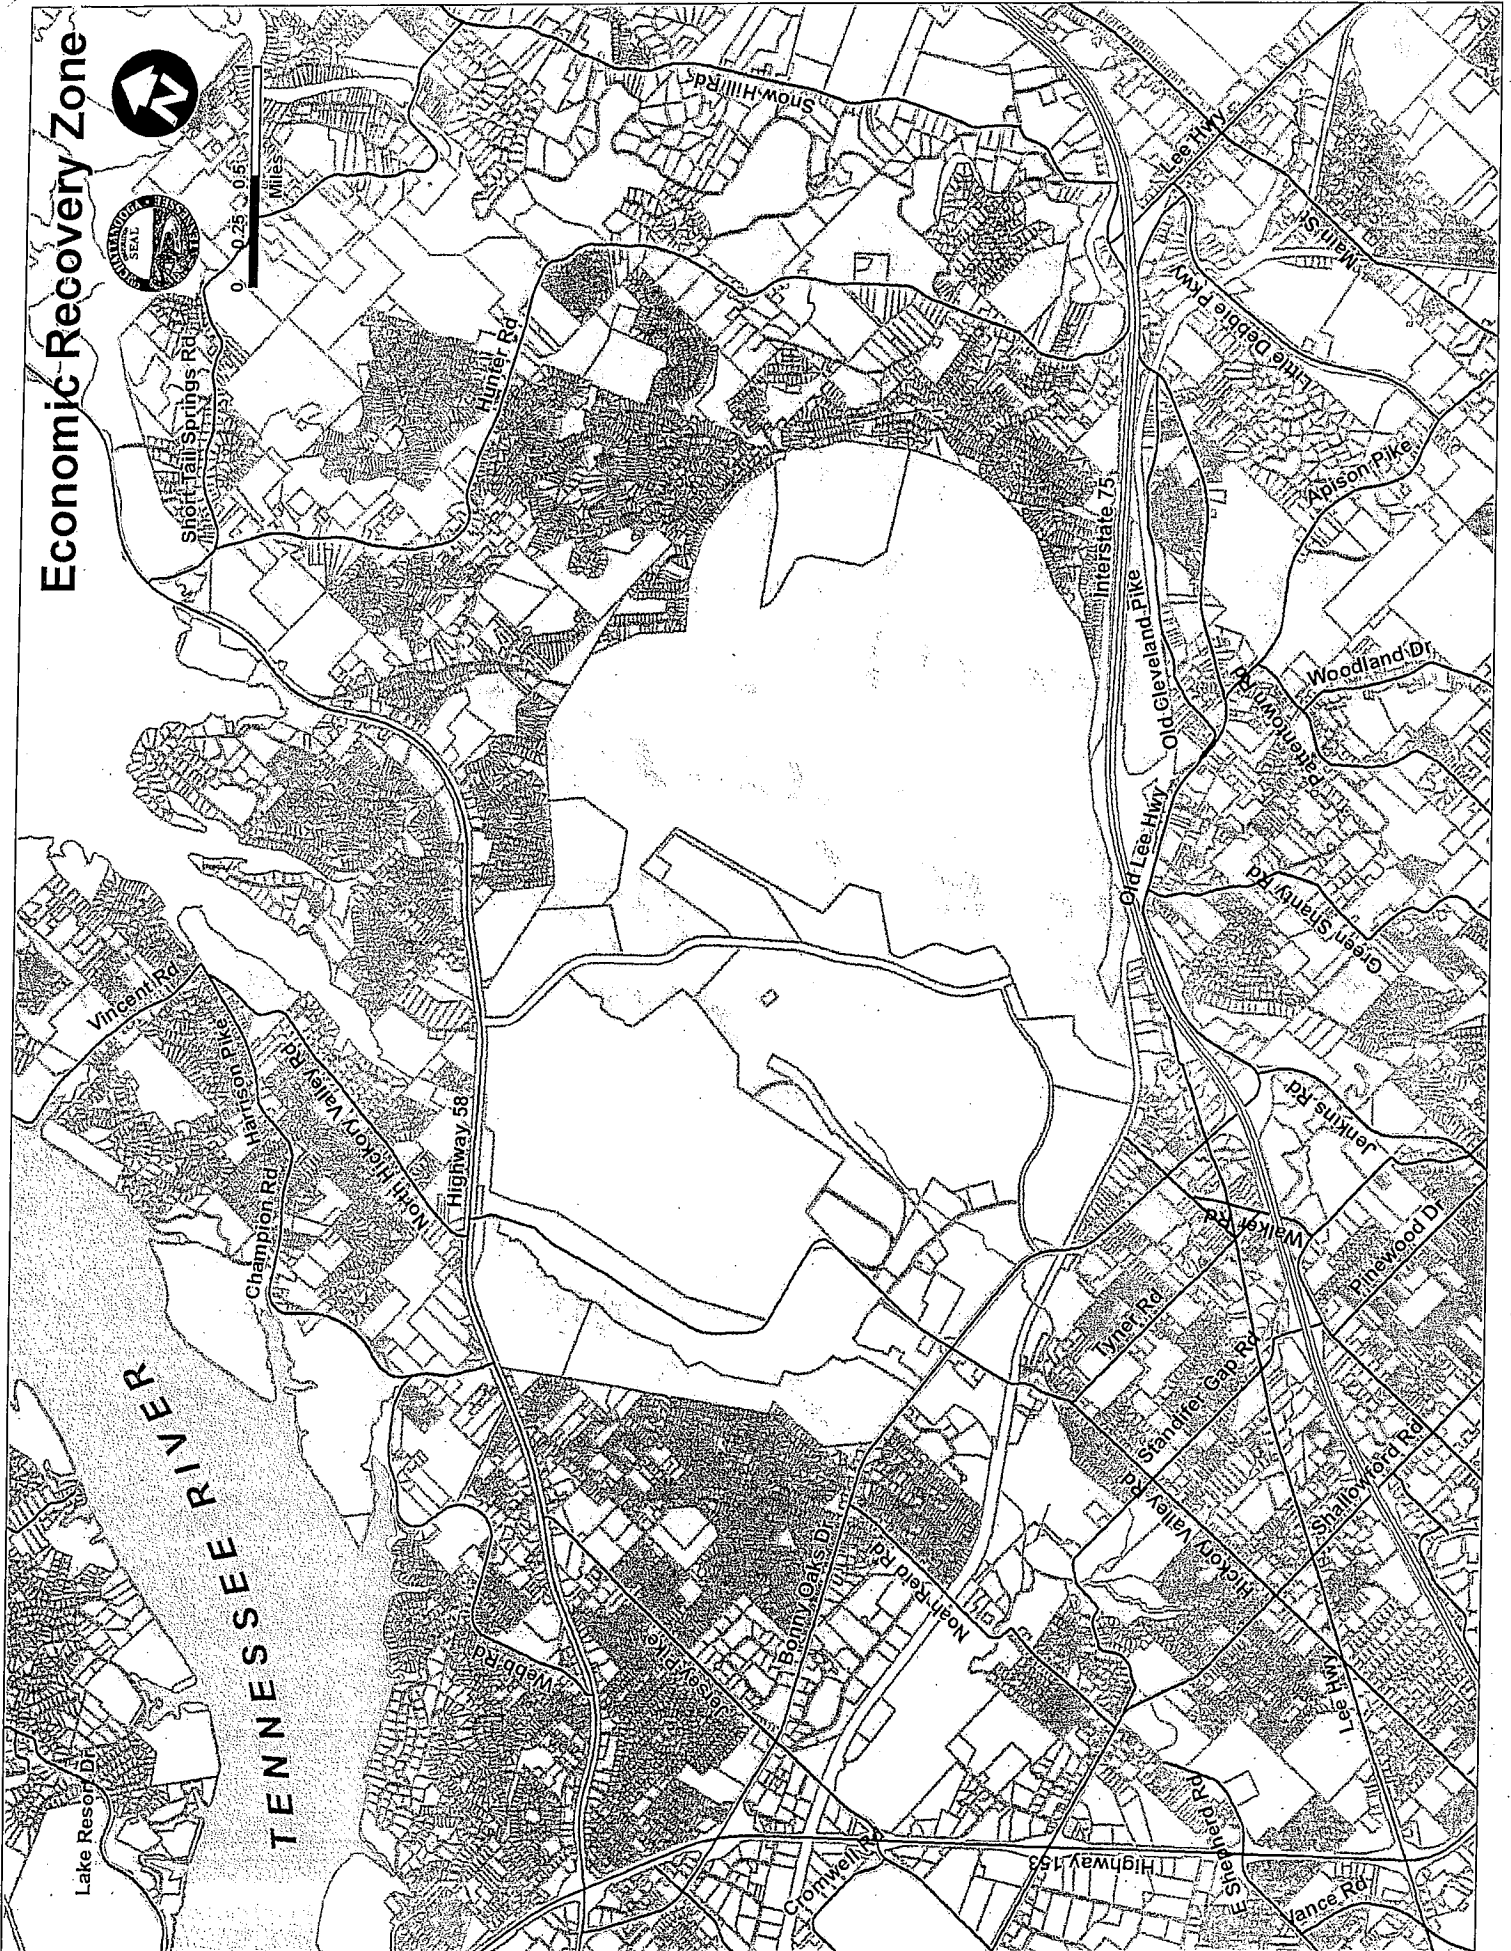 Economic Recovery Zone
N
CHATTANOOGA
SEAL
0 0.25 0.5
Miles
Snow Hill Rd
Short Tail Springs Rd
Hunter Rd
Lee Hwy
Main St
Little Debbie Pkwy
Apison Pike
Interstate 75
Old Cleveland Pike
Woodland Dr
Pattentown Rd
Old Lee Hwy
Green Shanty Rd
Vincent Rd
Harrison Pike
North Hickory Valley Rd
Champion Rd
Highway 58
Jenkins Rd
Walker Rd
Pinewood Dr
Tyner Rd
Standifer Gap Rd
Shallowford Rd
Hickory Valley Rd
TENNESSEE RIVER
Bonny Oaks Dr
Noah Reid Rd
Jersey Pike
Webb Rd
Lee Hwy
Lake Resort Dr
Cromwell Rd
Highway 153
E Shepherd Rd
Vance Rd